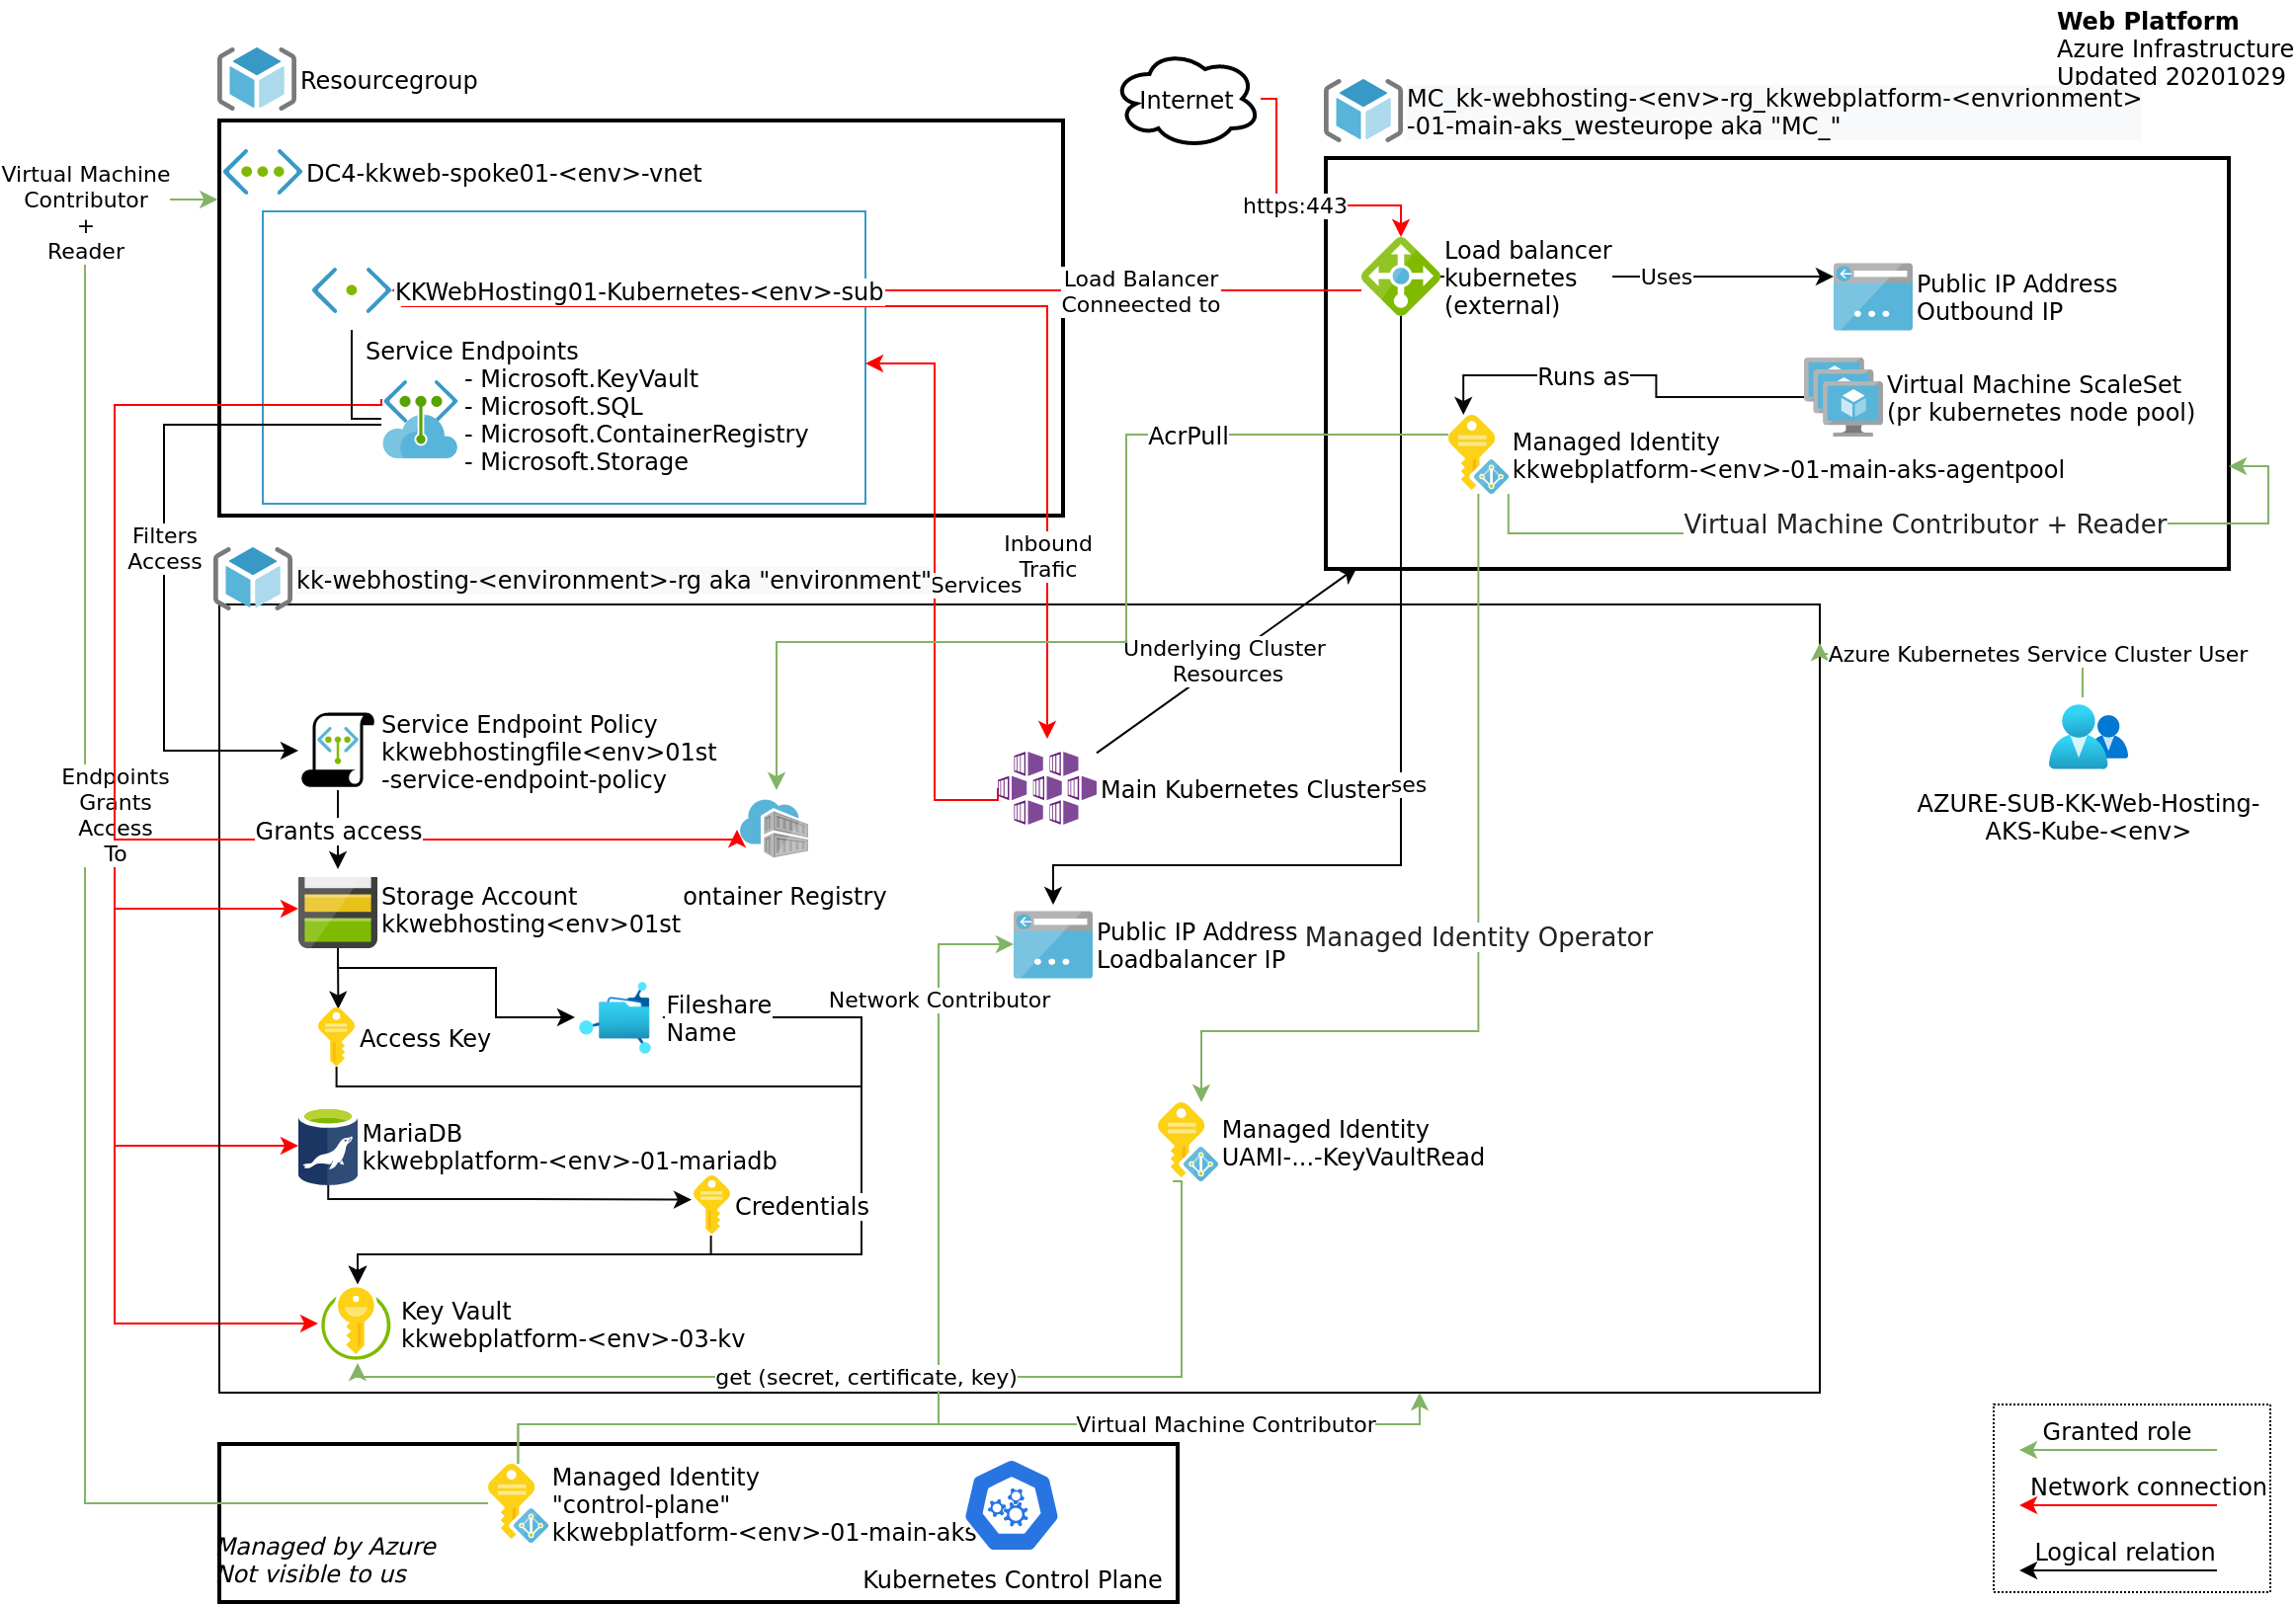 Web Platform
Azure Infrastructure
Updated 20201029
Resourcegroup
Internet
MC_kk-webhosting-<env>-rg_kkwebplatform-<envrionment>
-01-main-aks_westeurope aka "MC_"
Virtual Machine
Contributor
+
Reader
DC4-kkweb-spoke01-<env>-vnet
https:443
KKWebHosting01-Kubernetes-<env>-sub
Load Balancer
Conneected to
Load balancer
kubernetes
(external)
Uses
Public IP Address
Outbound IP
Service Endpoints
- Microsoft.KeyVault
- Microsoft.SQL
- Microsoft.ContainerRegistry
- Microsoft.Storage
Runs as
Virtual Machine ScaleSet
(pr kubernetes node pool)
AcrPull
Managed Identity
kkwebplatform-<env>-01-main-aks-agentpool
Virtual Machine Contributor + Reader
Filters
Access
Inbound
Trafic
kk-webhosting-<environment>-rg aka "environment"
Services
Underlying Cluster
Resources
Azure Kubernetes Service Cluster User
Service Endpoint Policy
kkwebhostingfile<env>01st
-service-endpoint-policy
Endpoints
Grants
Access
To
Main Kubernetes Cluster
ses
AZURE-SUB-KK-Web-Hosting-
AKS-Kube-<env>
Grants access
Storage Account
kkwebhosting<env>01st
ontainer Registry
Public IP Address
Loadbalancer IP
Managed Identity Operator
Network Contributor
Fileshare
Name
Access Key
MariaDB
kkwebplatform-<env>-01-mariadb
Managed Identity
UAMI-...-KeyVaultRead
Credentials
Key Vault
kkwebplatform-<env>-03-kv
get (secret, certificate, key)
Virtual Machine Contributor
Managed Identity
"control-plane"
kkwebplatform-<env>-01-main-aks
Managed by Azure
Not visible to us
Kubernetes Control Plane
Granted role
Network connection
Logical relation